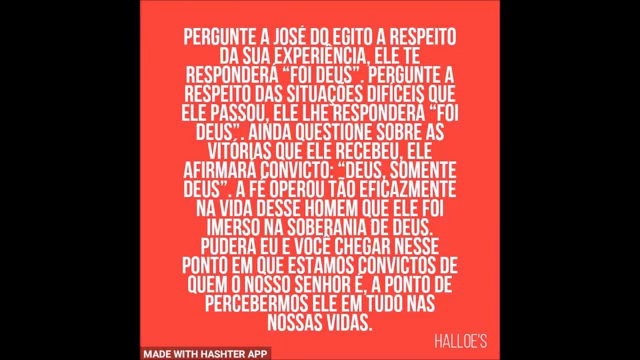 PERGUNTE A JOSÉ DO EGITO A RESPEITO
DA SUA EXPERIÊNCIA, ELE TE
RESPONDERÁ “FOI DEUS”. PERGUNTE A
RESPEITO DAS SITUAÇÕES DIFÍCEIS QUE
ELE PASSOU, ELE LHE RESPONDERÁ “FOI
DEUS”. AINDA QUESTIONE SOBRE AS
VITÓRIAS QUE ELE RECEBEU, ELE
AFIRMARÁ CONVICTO: “DEUS, SOMENTE
DEUS”. A FÉ OPEROU TÃO EFICAZMENTE
NA VIDA DESSE HOMEM QUE ELE FOI
IMERSO NA SOBERANIA DE DEUS.
PUDERA EU E VOCÊ CHEGAR NESSE
PONTO EM QUE ESTAMOS CONVICTOS DE
QUEM O NOSSO SENHOR É, A PONTO DE
PERCEBERMOS ELE EM TUDO NAS
NOSSAS VIDAS.
HALLOE'S
MADE WITH HASHTER APP